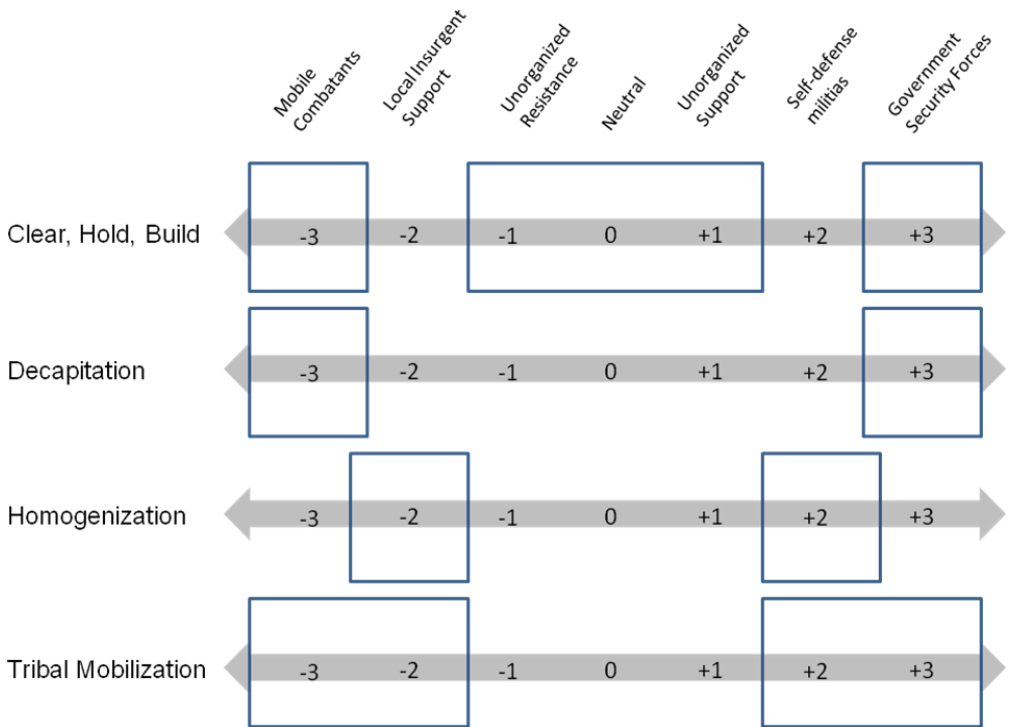 Mobile
Combatants
Local Insurgent
Support
Unorganized
Resistance
Neutral
Unorganized
Support
Self-defense
militias
Government
Security Forces
Clear, Hold, Build -3 -2 -1 0 +1 +2 +3
Decapitation -3 -2 -1 0 +1 +2 +3
Homogenization -3 -2 -1 0 +1 +2 +3
Tribal Mobilization -3 -2 -1 0 +1 +2 +3